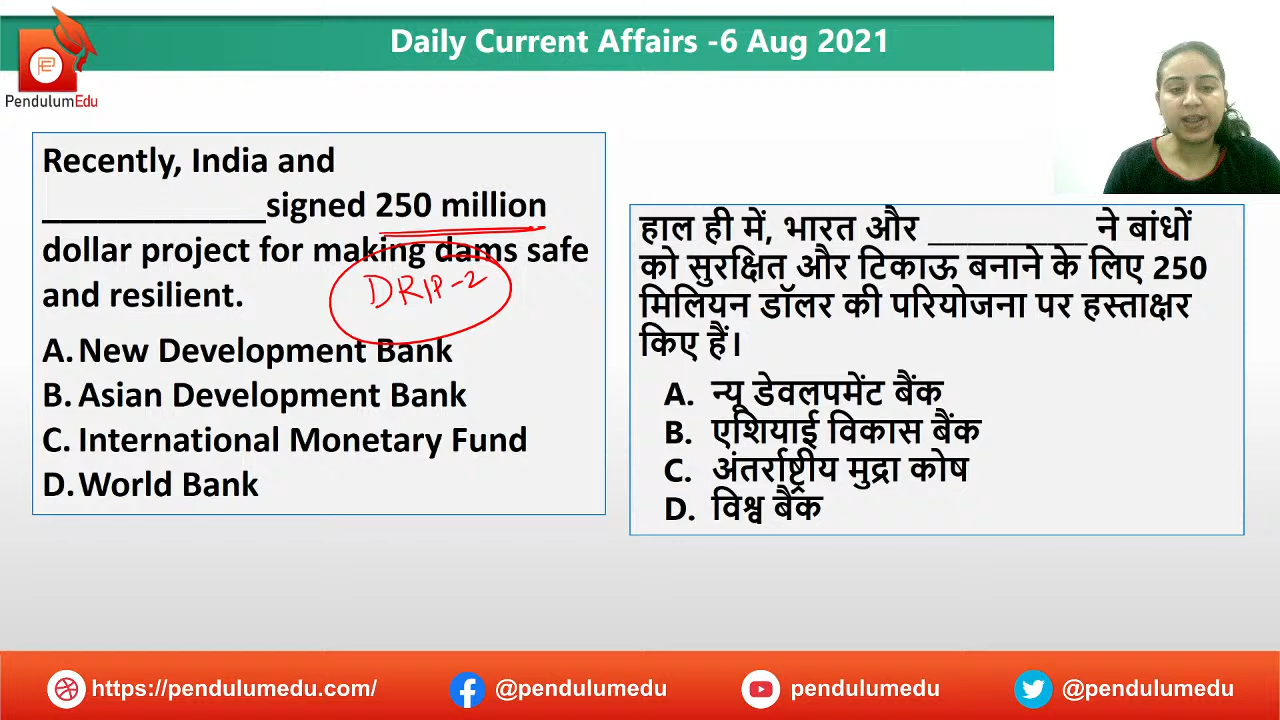 Daily Current Affairs -6 Aug 2021
PendulumEdu
Recently, India and
____________signed 250 million
dollar project for making dams safe
and resilient.
DRIP-2
A. New Development Bank
B. Asian Development Bank
C. International Monetary Fund
D. World Bank
हाल ही में, भारत और __________ ने बांधों
को सुरक्षित और टिकाऊ बनाने के लिए 250
मिलियन डॉलर की परियोजना पर हस्ताक्षर
किए हैं।
A. न्यू डेवलपमेंट बैंक
B. एशियाई विकास बैंक
C. अंतर्राष्ट्रीय मुद्रा कोष
D. विश्व बैंक
https://pendulumedu.com/
@pendulumedu
pendulumedu
@pendulumedu